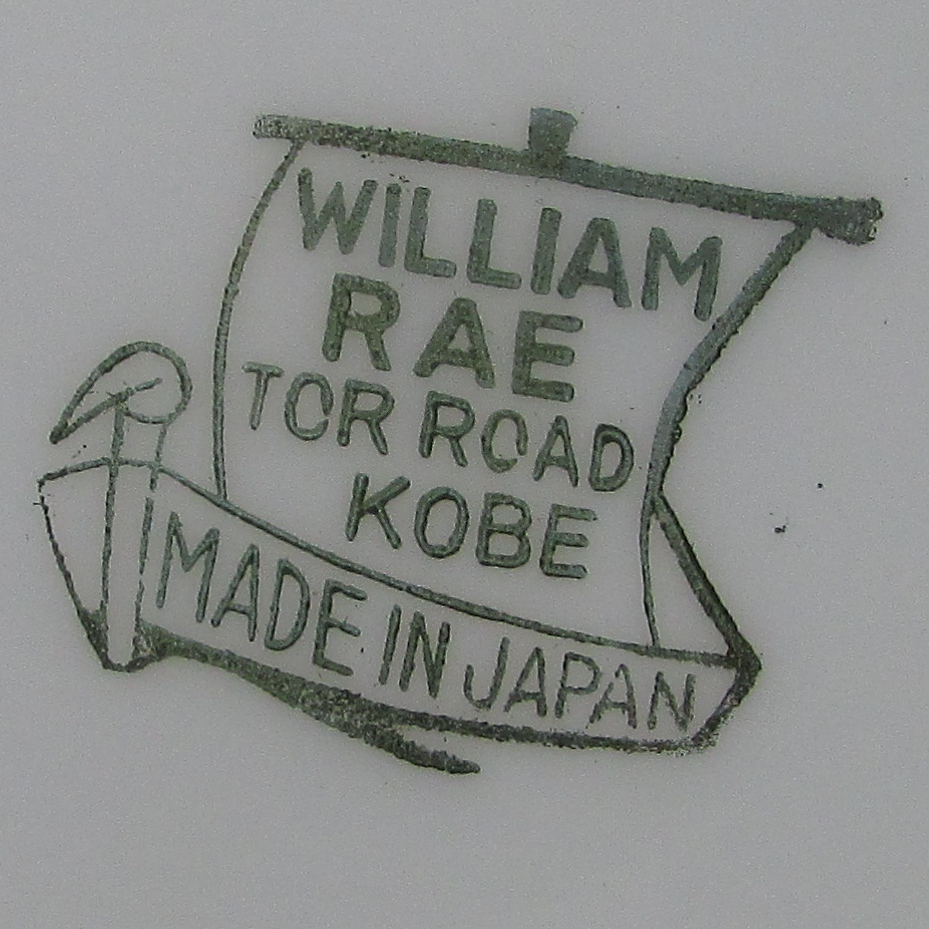 WILLIAM
RAE
TOR ROAD
KOBE
MADE IN JAPAN